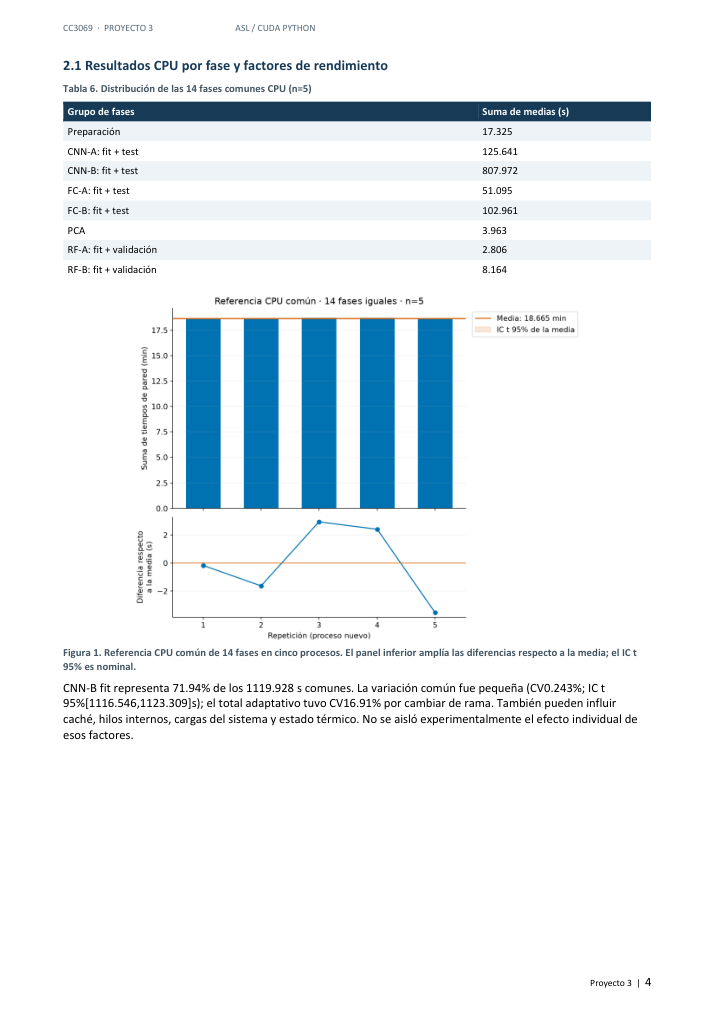 CC3069 · PROYECTO 3 ASL / CUDA PYTHON
2.1 Resultados CPU por fase y factores de rendimiento
Tabla 6. Distribución de las 14 fases comunes CPU (n=5)
Grupo de fases Suma de medias (s)
Preparación 17.325
CNN-A: fit + test 125.641
CNN-B: fit + test 807.972
FC-A: fit + test 51.095
FC-B: fit + test 102.961
PCA 3.963
RF-A: fit + validación 2.806
RF-B: fit + validación 8.164
Referencia CPU común · 14 fases iguales · n=5
Media: 18.665 min
IC t 95% de la media
Suma de tiempos de pared (min)
17.5
15.0
12.5
10.0
7.5
5.0
2.5
0.0
Diferencia respecto
a la media (s)
2
0
−2
1 2 3 4 5
Repetición (proceso nuevo)
Figura 1. Referencia CPU común de 14 fases en cinco procesos. El panel inferior amplía las diferencias respecto a la media; el IC t
95% es nominal.
CNN-B fit representa 71.94% de los 1119.928 s comunes. La variación común fue pequeña (CV0.243%; IC t
95%[1116.546,1123.309]s); el total adaptativo tuvo CV16.91% por cambiar de rama. También pueden influir
caché, hilos internos, cargas del sistema y estado térmico. No se aisló experimentalmente el efecto individual de
esos factores.
Proyecto 3 | 4